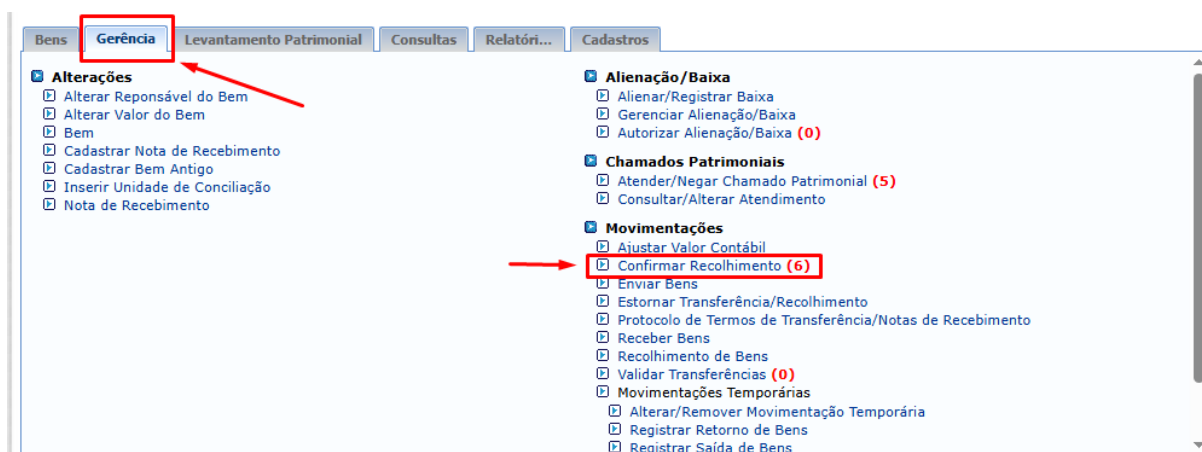 Bens Gerência Levantamento Patrimonial Consultas Relatóri... Cadastros
Alterações
Alterar Reponsável do Bem
Alterar Valor do Bem
Bem
Cadastrar Nota de Recebimento
Cadastrar Bem Antigo
Inserir Unidade de Conciliação
Nota de Recebimento
Alienação/Baixa
Alienar/Registrar Baixa
Gerenciar Alienação/Baixa
Autorizar Alienação/Baixa (0)
Chamados Patrimoniais
Atender/Negar Chamado Patrimonial (5)
Consultar/Alterar Atendimento
Movimentações
Ajustar Valor Contábil
Confirmar Recolhimento (6)
Enviar Bens
Estornar Transferência/Recolhimento
Protocolo de Termos de Transferência/Notas de Recebimento
Receber Bens
Recolhimento de Bens
Validar Transferências (0)
Movimentações Temporárias
Alterar/Remover Movimentação Temporária
Registrar Retorno de Bens
Registrar Saída de Bens